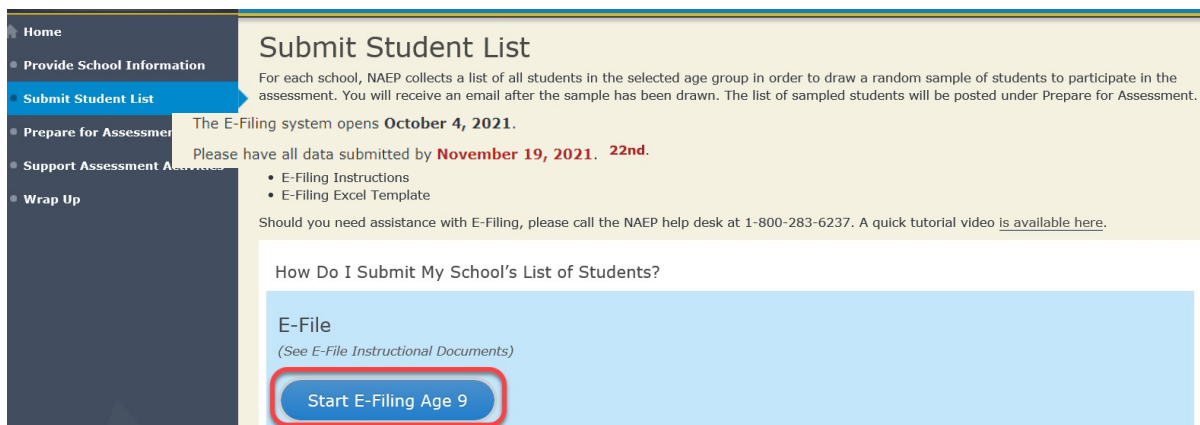 Home
Provide School Information
Submit Student List
Prepare for Assessmen
Support Assessment Activities
Wrap Up
Submit Student List
For each school, NAEP collects a list of all students in the selected age group in order to draw a random sample of students to participate in the
assessment. You will receive an email after the sample has been drawn. The list of sampled students will be posted under Prepare for Assessment.
The E-Filing system opens October 4, 2021.
Please have all data submitted by November 19, 2021. 22nd.
• E-Filing Instructions
• E-Filing Excel Template
Should you need assistance with E-Filing, please call the NAEP help desk at 1-800-283-6237. A quick tutorial video is available here.
How Do I Submit My School's List of Students?
E-File
(See E-File Instructional Documents)
Start E-Filing Age 9